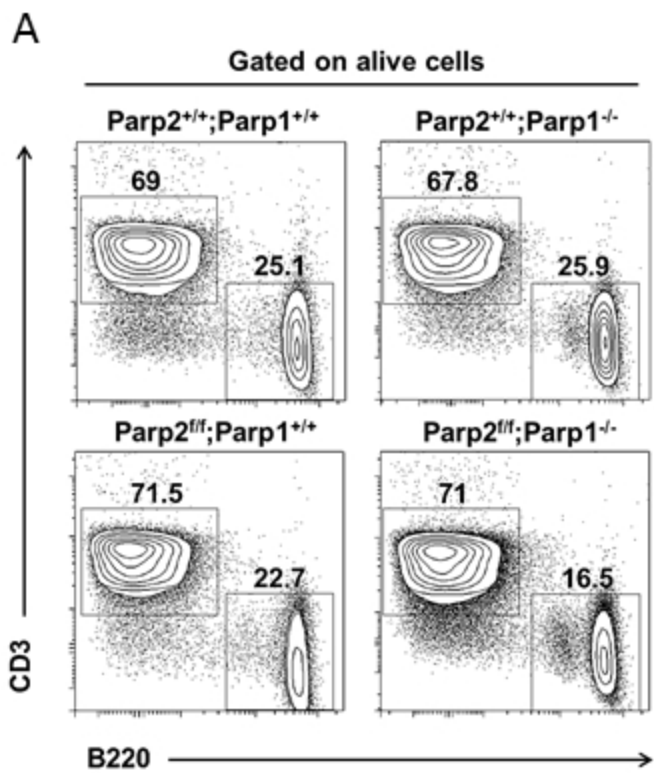 A
Gated on alive cells
Parp2+/+;Parp1+/+
Parp2+/+;Parp1-/-
69
67.8
25.1
25.9
Parp2f/f;Parp1+/+
Parp2f/f;Parp1-/-
71.5
71
22.7
16.5
CD3
B220